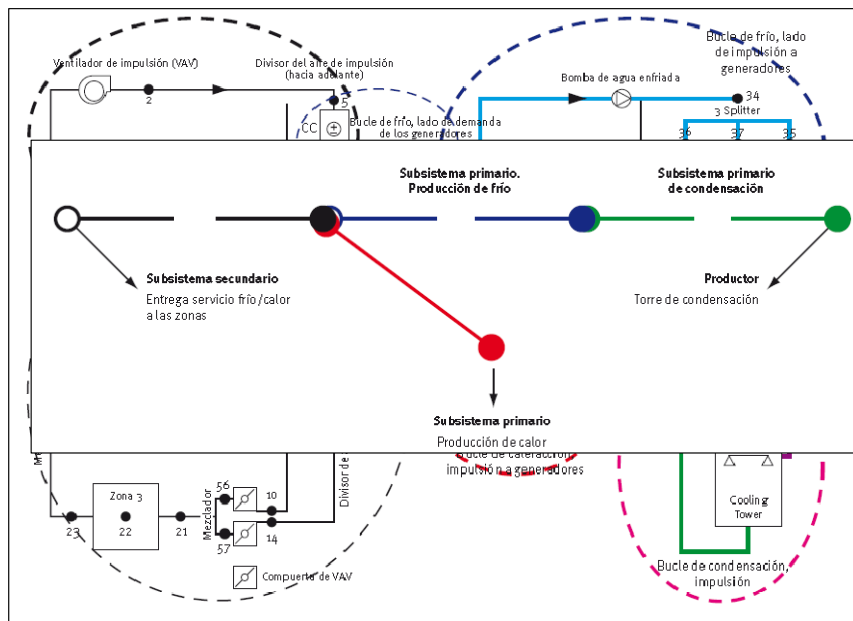 Bucle de frío, lado
de impulsión a
generadores
Ventilador de impulsión (VAV)
Divisor del aire de impulsión
(hacia adelante)
Bomba de agua enfriada
2
5
34
3 Splitter
CC
Bucle de frío, lado de demanda
de los generadores
36
37
35
Subsistema primario.
Producción de frío
Subsistema primario
de condensación
Subsistema secundario
Entrega servicio frío/calor
a las zonas
Productor
Torre de condensación
Subsistema primario
Producción de calor
impulsión a generadores
Divisor de
Mezclador
56
10
Zona 3
23
22
21
57
14
Compuerta de VAV
Cooling
Tower
Bucle de condensación,
impulsión